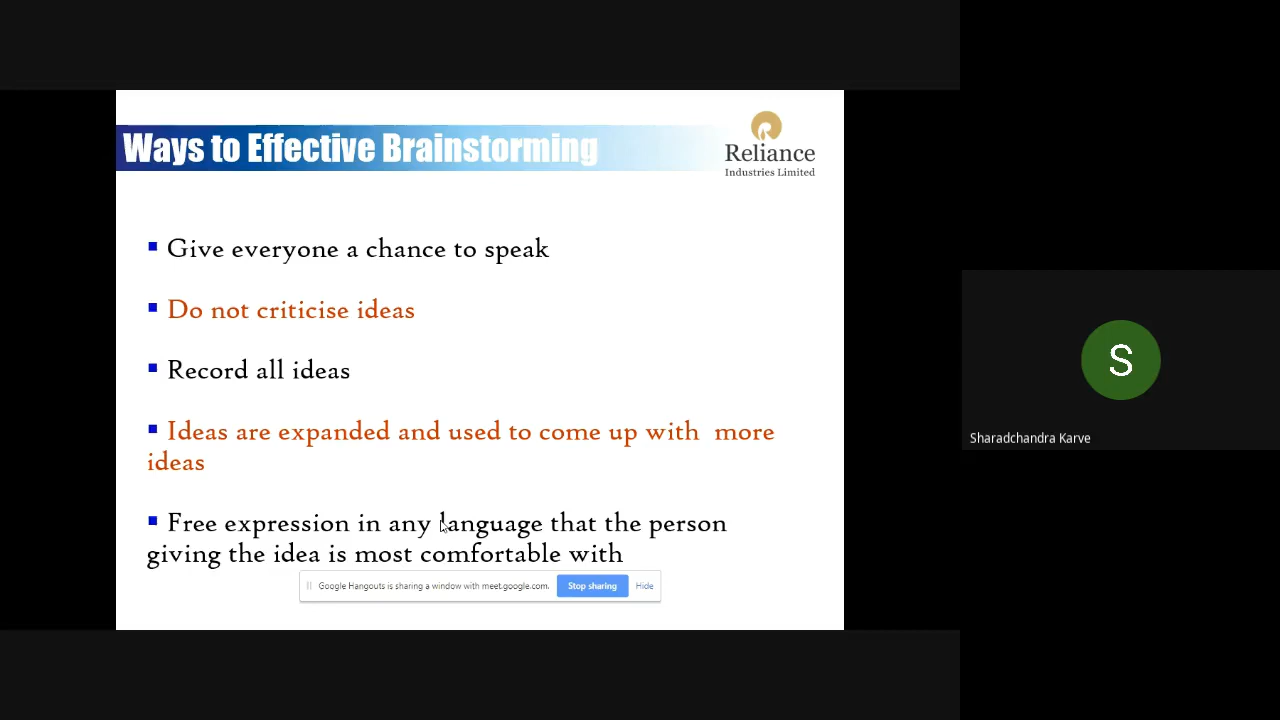 Ways to Effective Brainstorming
Reliance
Industries Limited
Give everyone a chance to speak
Do not criticise ideas
Record all ideas
Ideas are expanded and used to come up with more
ideas
Free expression in any language that the person
giving the idea is most comfortable with
Google Hangouts is sharing a window with meet.google.com. Stop sharing Hide
S
Sharadchandra Karve